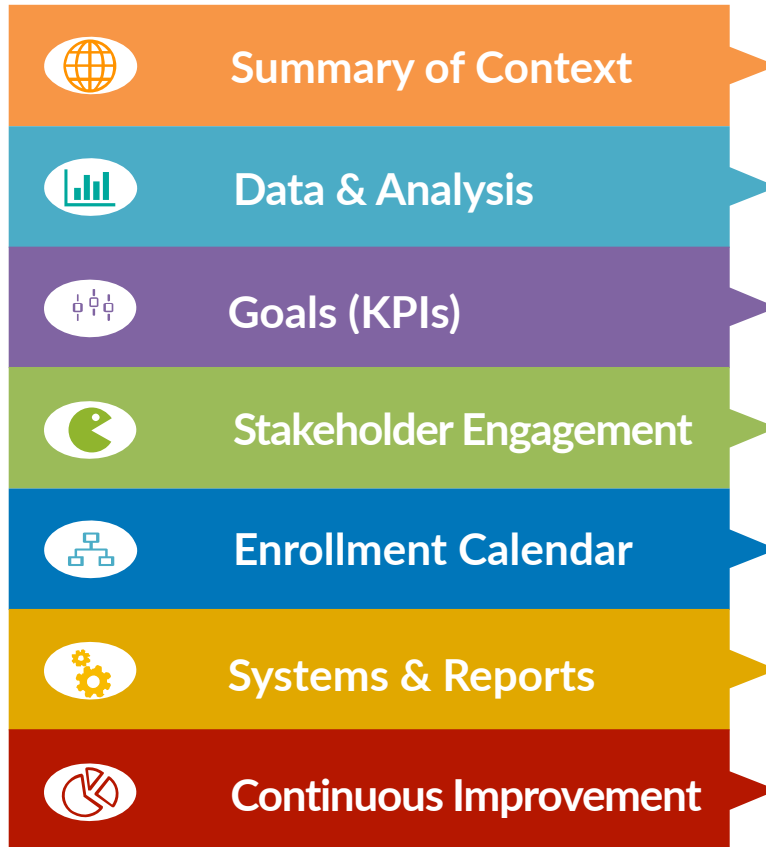 Summary of Context
Data & Analysis
Goals (KPIs)
Stakeholder Engagement
Enrollment Calendar
Systems & Reports
Continuous Improvement